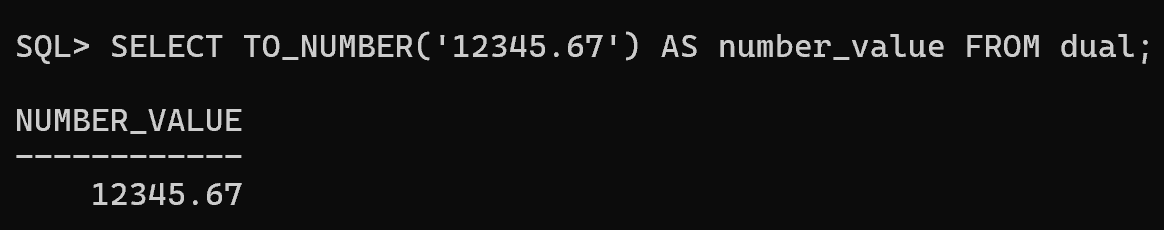 SQL> SELECT TO_NUMBER('12345.67') AS number_value FROM dual;
NUMBER_VALUE
------------
12345.67